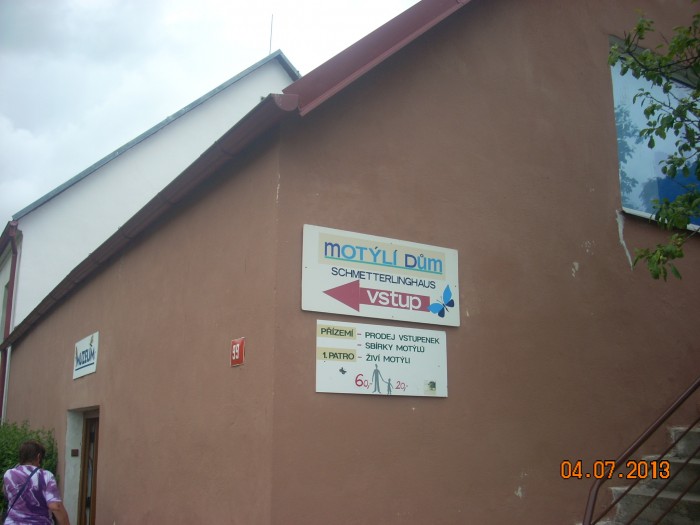 MOTÝLÍ DŮM
SCHMETTERLINGHAUS
vstup
PŘÍZEMÍ - PRODEJ VSTUPENEK
- SBÍRKY MOTÝLŮ
1. PATRO - ŽIVÍ MOTÝLI
60,- 20,-
MUZEUM
99
04.07.2013